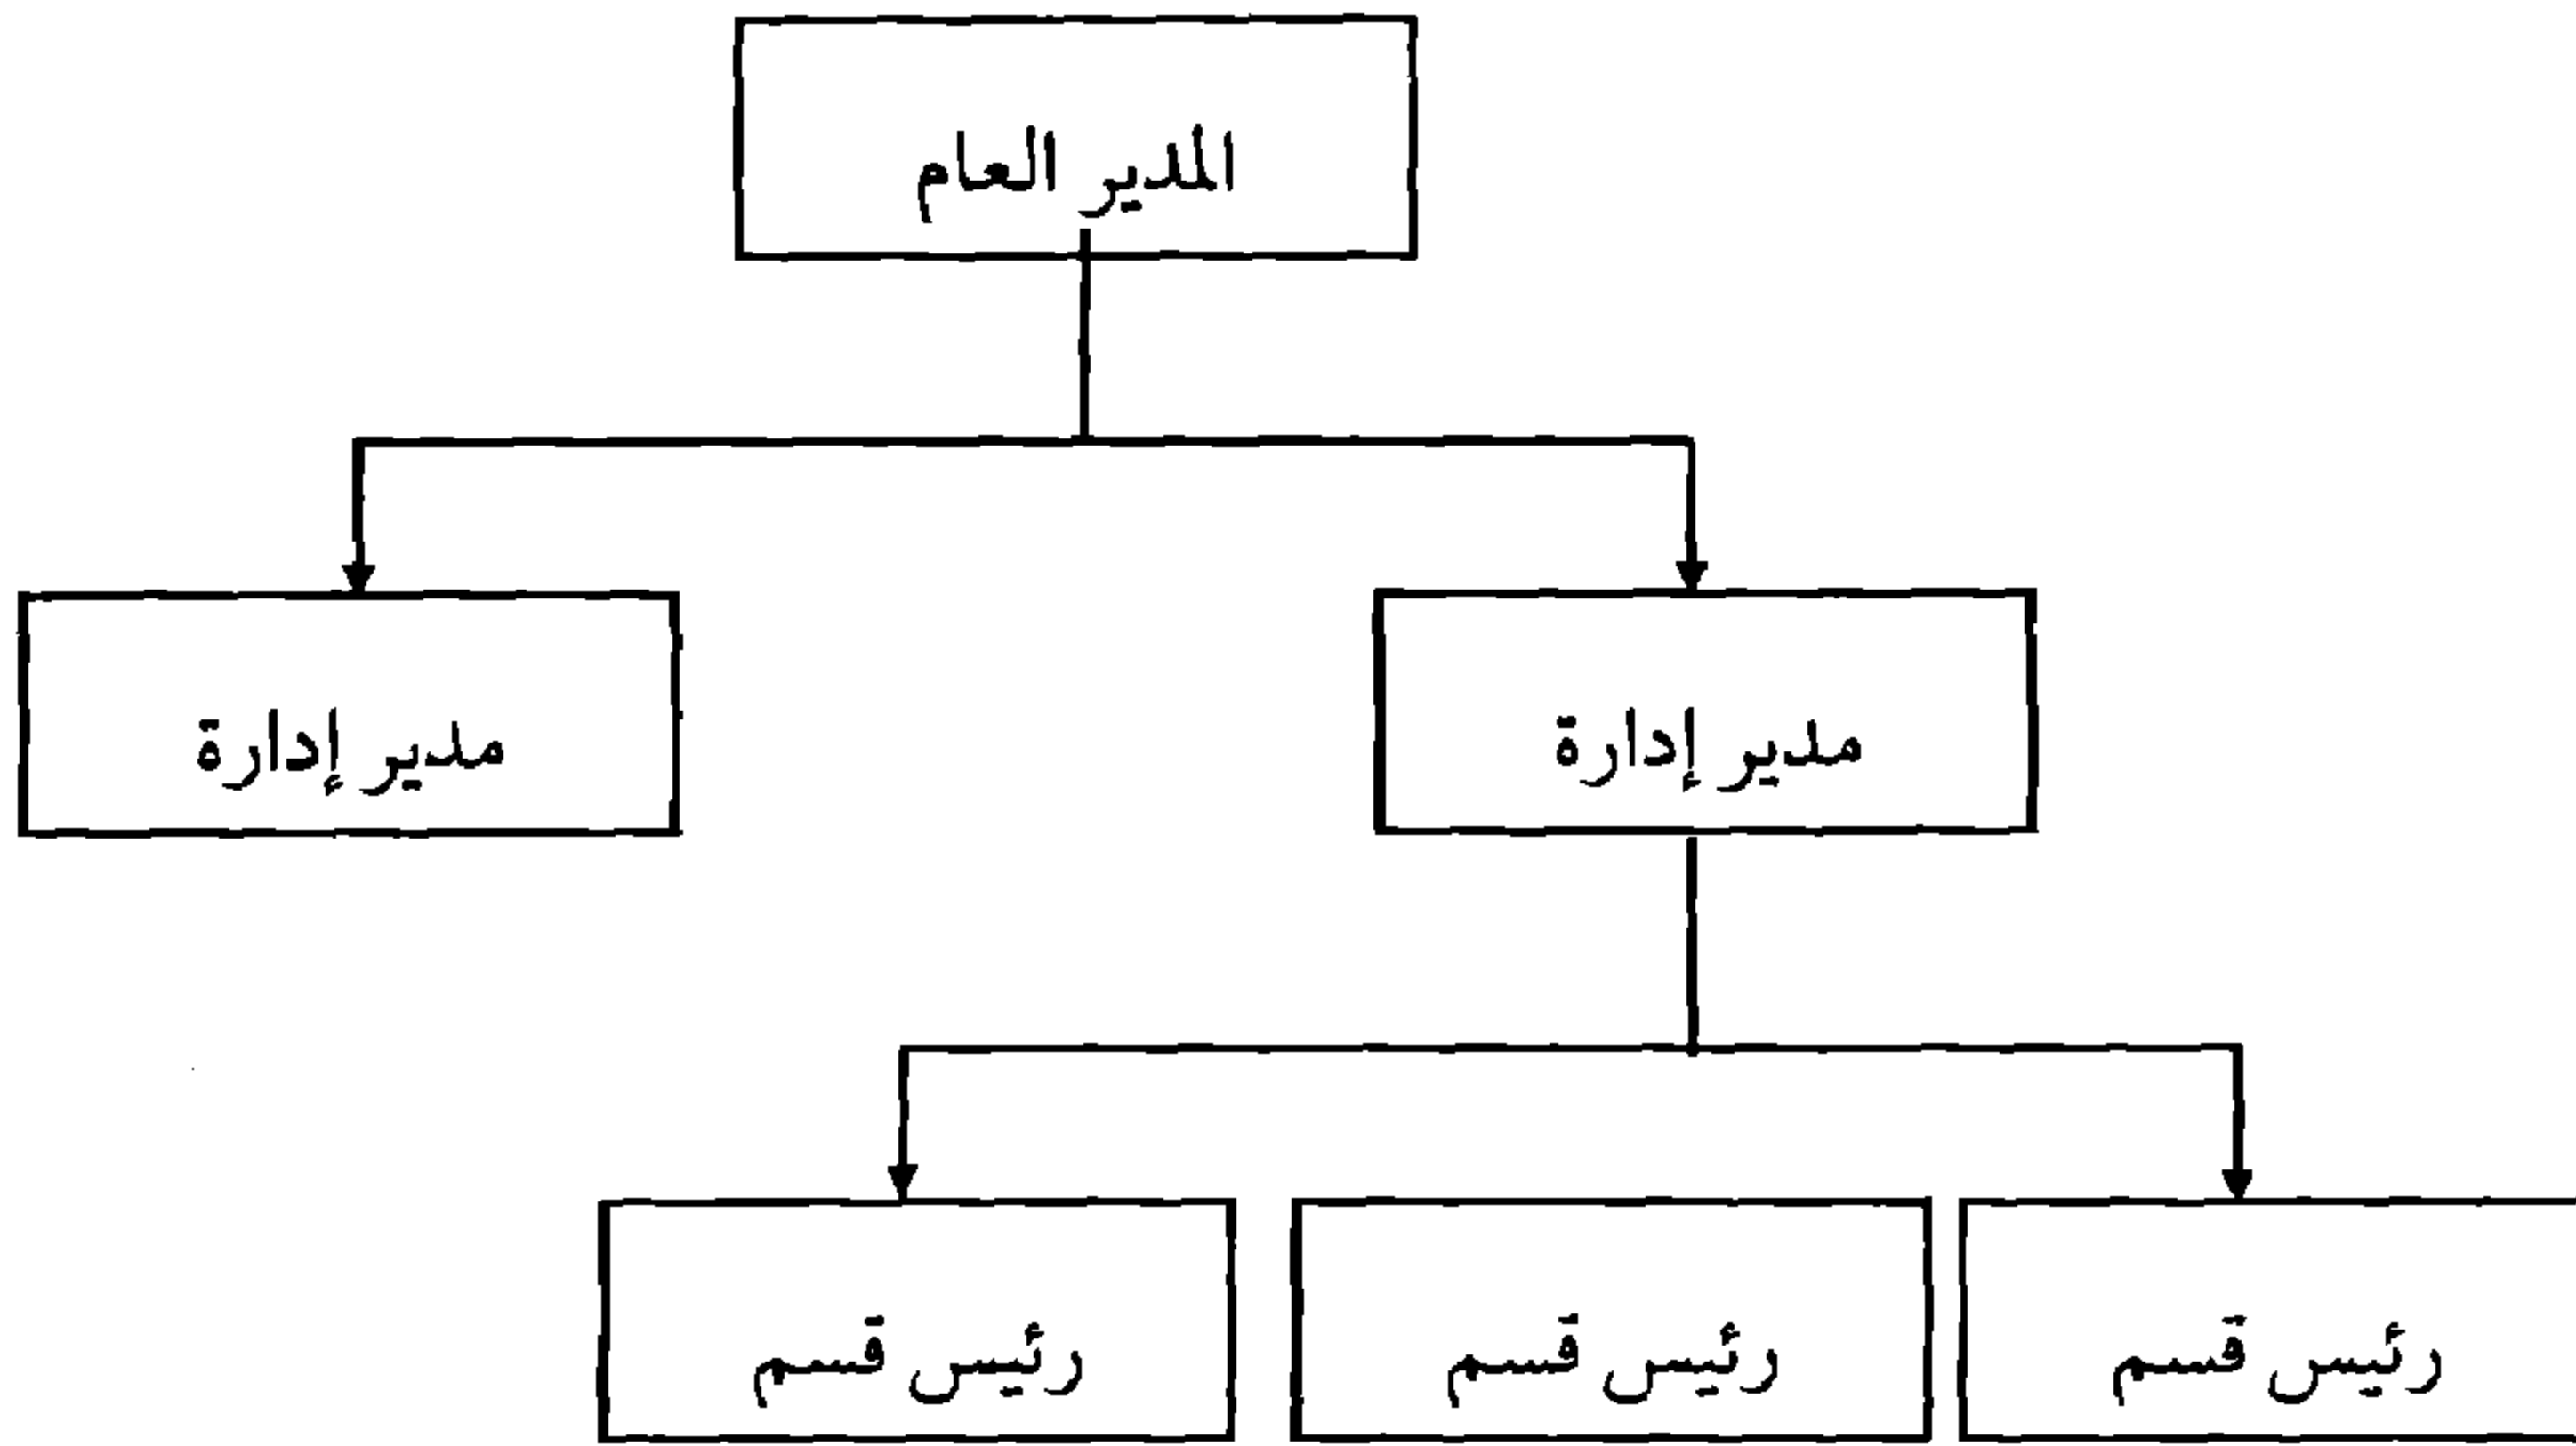 المدير العام
مدير إدارة
مدير إدارة
رئيس قسم
رئيس قسم
رئيس قسم